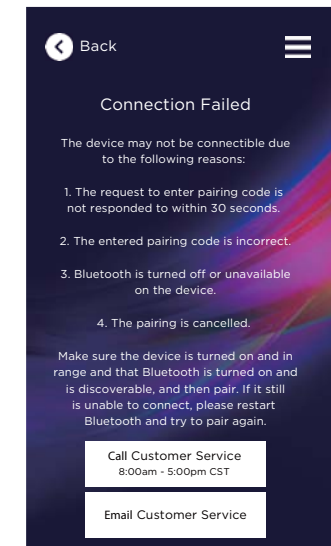 Back
Connection Failed
The device may not be connectible due
to the following reasons:
1. The request to enter pairing code is
not responded to within 30 seconds.
2. The entered pairing code is incorrect.
3. Bluetooth is turned off or unavailable
on the device.
4. The pairing is cancelled.
Make sure the device is turned on and in
range and that Bluetooth is turned on and
is discoverable, and then pair. If it still
is unable to connect, please restart
Bluetooth and try to pair again.
Call Customer Service
8:00am - 5:00pm CST
Email Customer Service